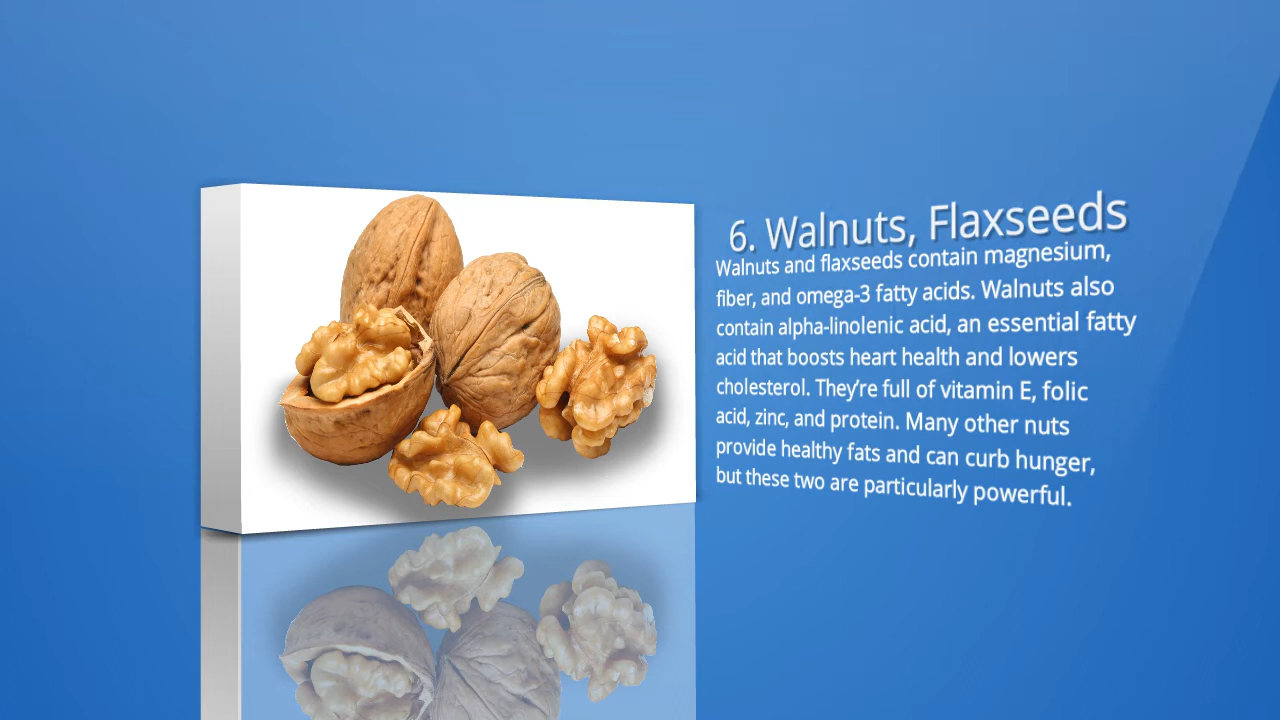 6. Walnuts, Flaxseeds
Walnuts and flaxseeds contain magnesium,
fiber, and omega-3 fatty acids. Walnuts also
contain alpha-linolenic acid, an essential fatty
acid that boosts heart health and lowers
cholesterol. They’re full of vitamin E, folic
acid, zinc, and protein. Many other nuts
provide healthy fats and can curb hunger,
but these two are particularly powerful.